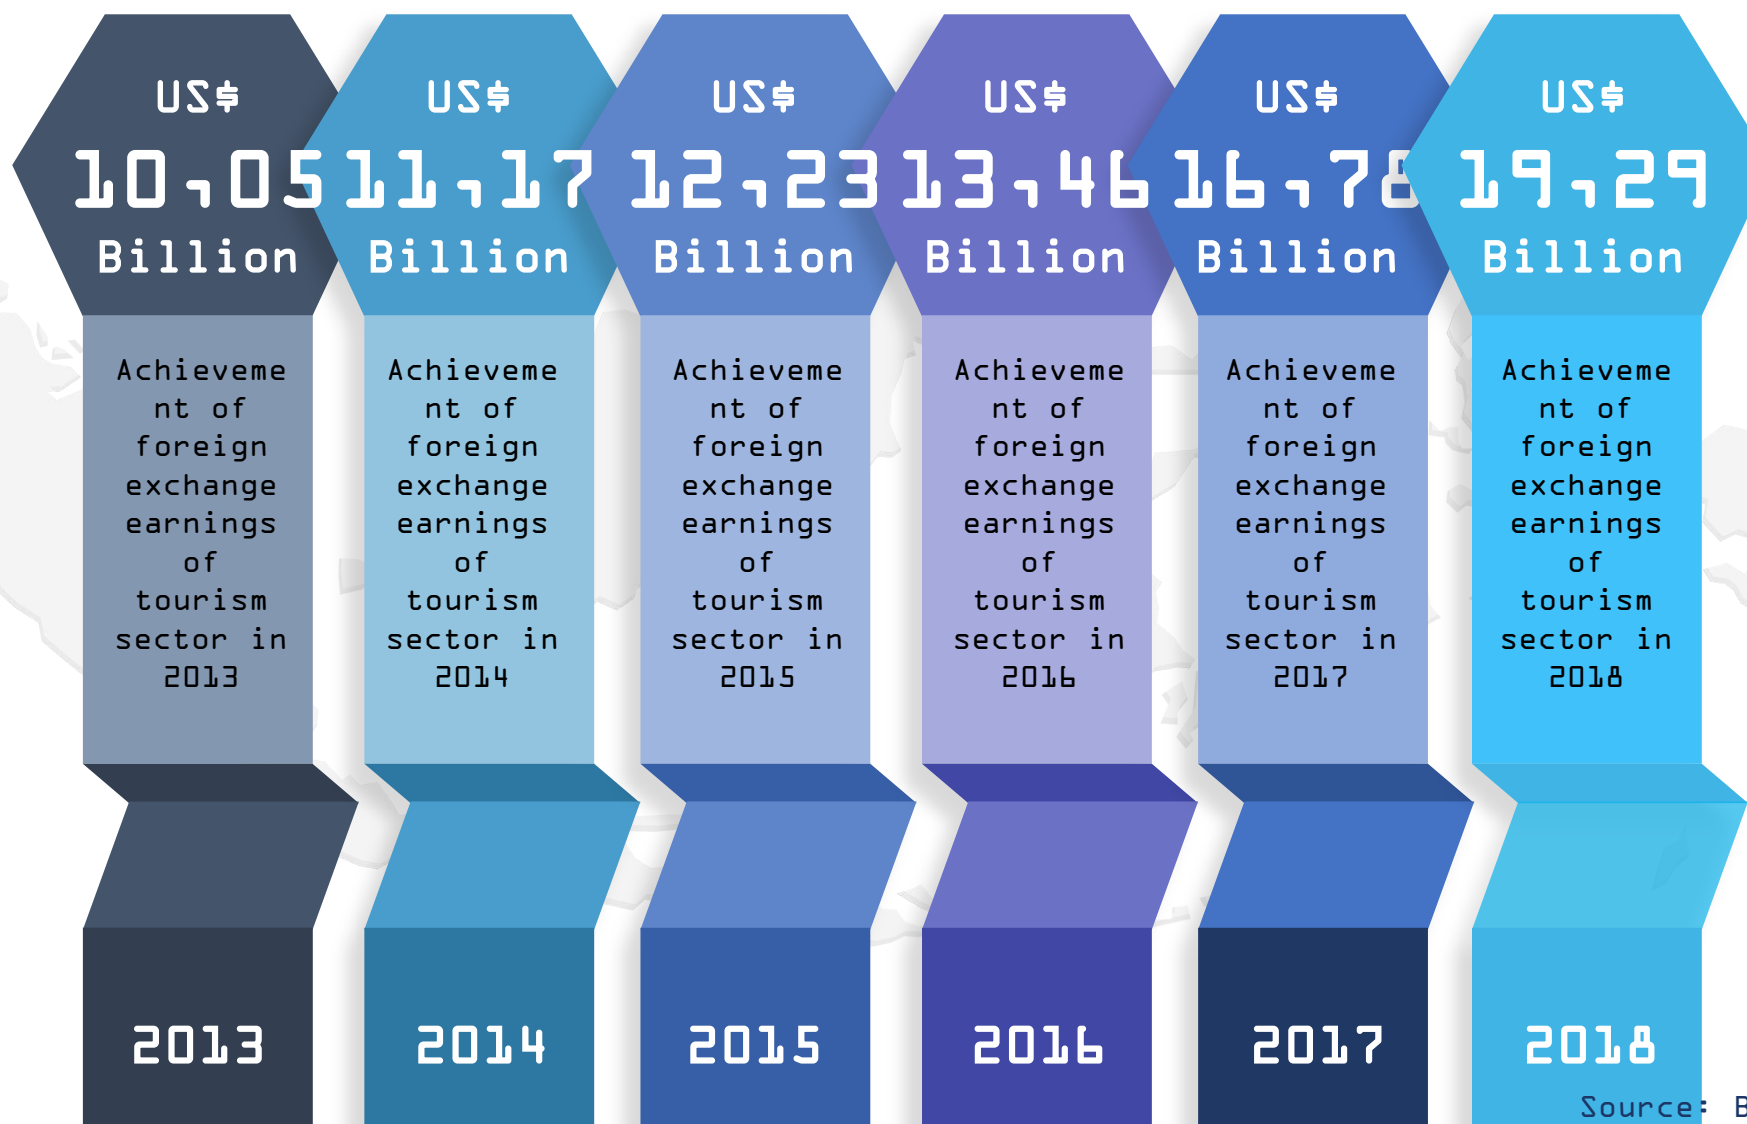 US$
10,05
Billion
Achieveme
nt of
foreign
exchange
earnings
of
tourism
sector in
2013
2013
US$
11,17
Billion
Achieveme
nt of
foreign
exchange
earnings
of
tourism
sector in
2014
2014
US$
12,23
Billion
Achieveme
nt of
foreign
exchange
earnings
of
tourism
sector in
2015
2015
US$
13,46
Billion
Achieveme
nt of
foreign
exchange
earnings
of
tourism
sector in
2016
2016
US$
16,78
Billion
Achieveme
nt of
foreign
exchange
earnings
of
tourism
sector in
2017
2017
US$
19,29
Billion
Achieveme
nt of
foreign
exchange
earnings
of
tourism
sector in
2018
2018
Source: